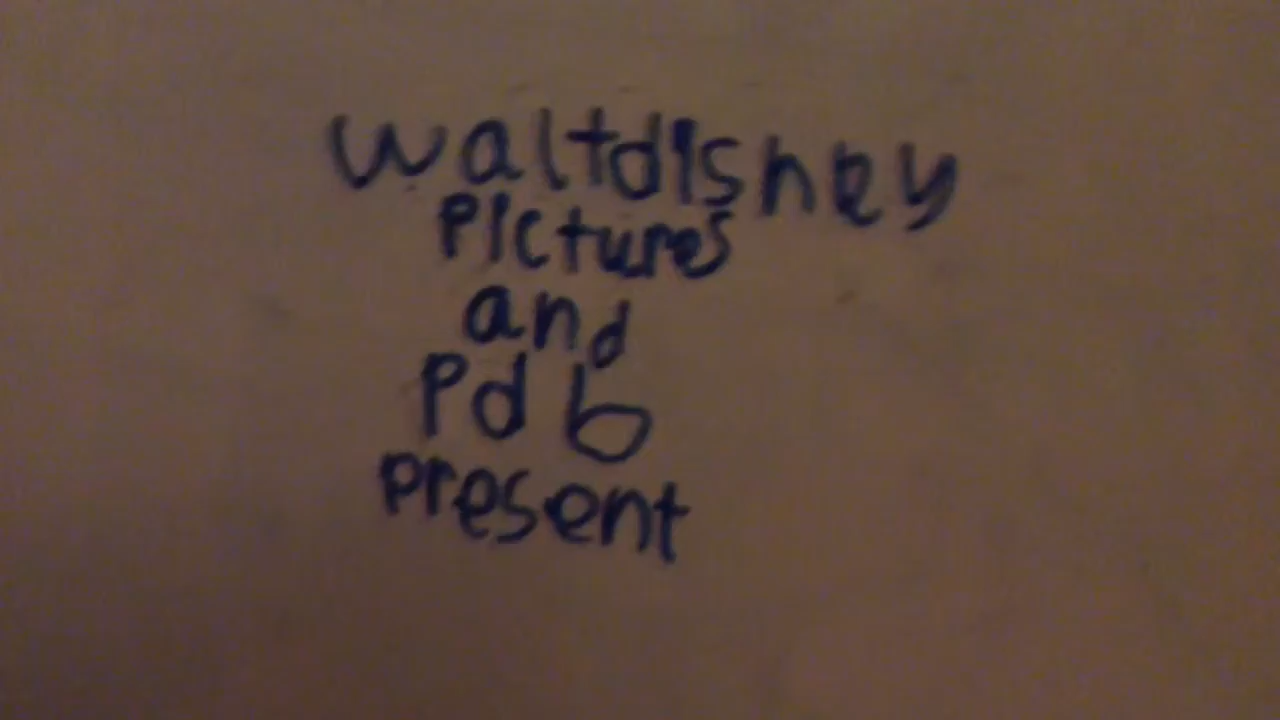 waltdisney
Pictures
and
Pd b
present